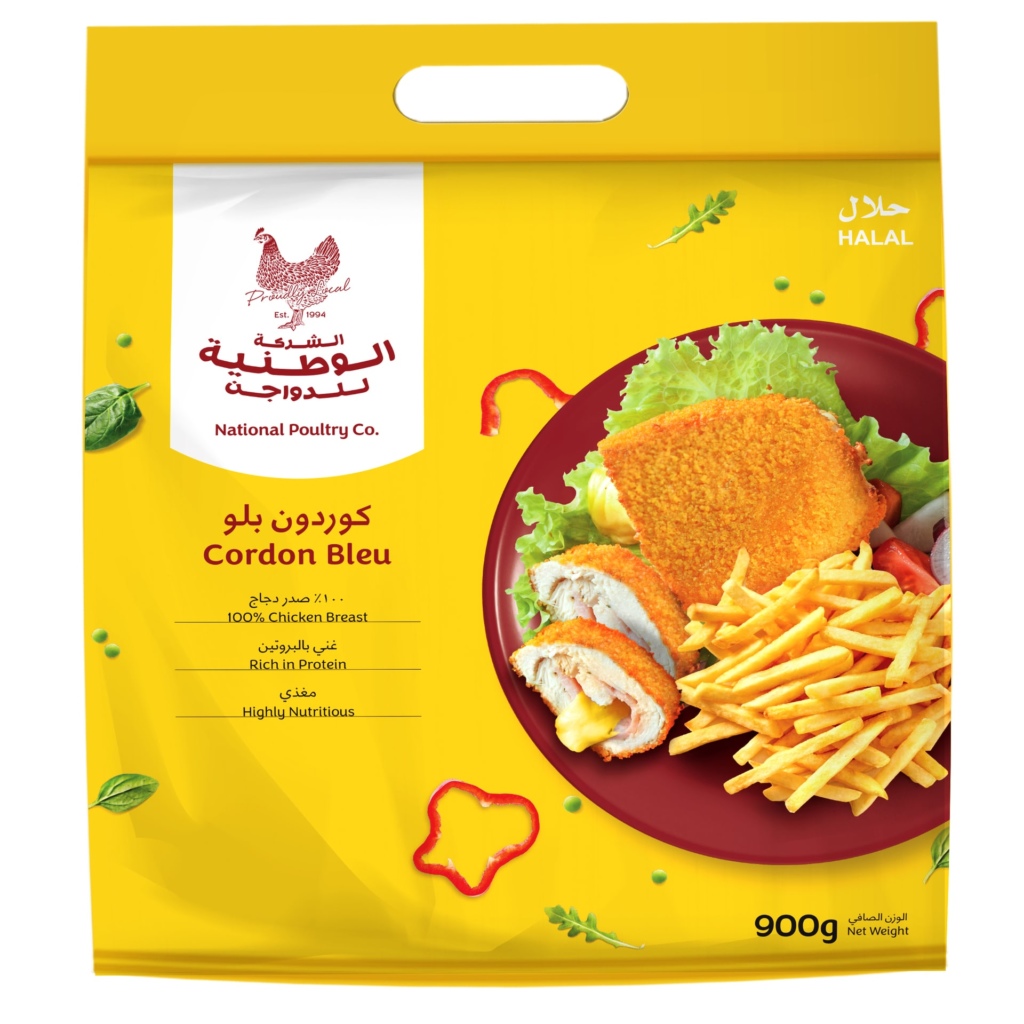 حلال
HALAL
Proudly Local
Est. 1994
الشركة
الوطنية
للدواجن
National Poultry Co.
كوردون بلو
Cordon Bleu
١٠٠٪ صدر دجاج
100% Chicken Breast
غني بالبروتين
Rich in Protein
مغذي
Highly Nutritious
900g
الوزن الصافي
Net Weight